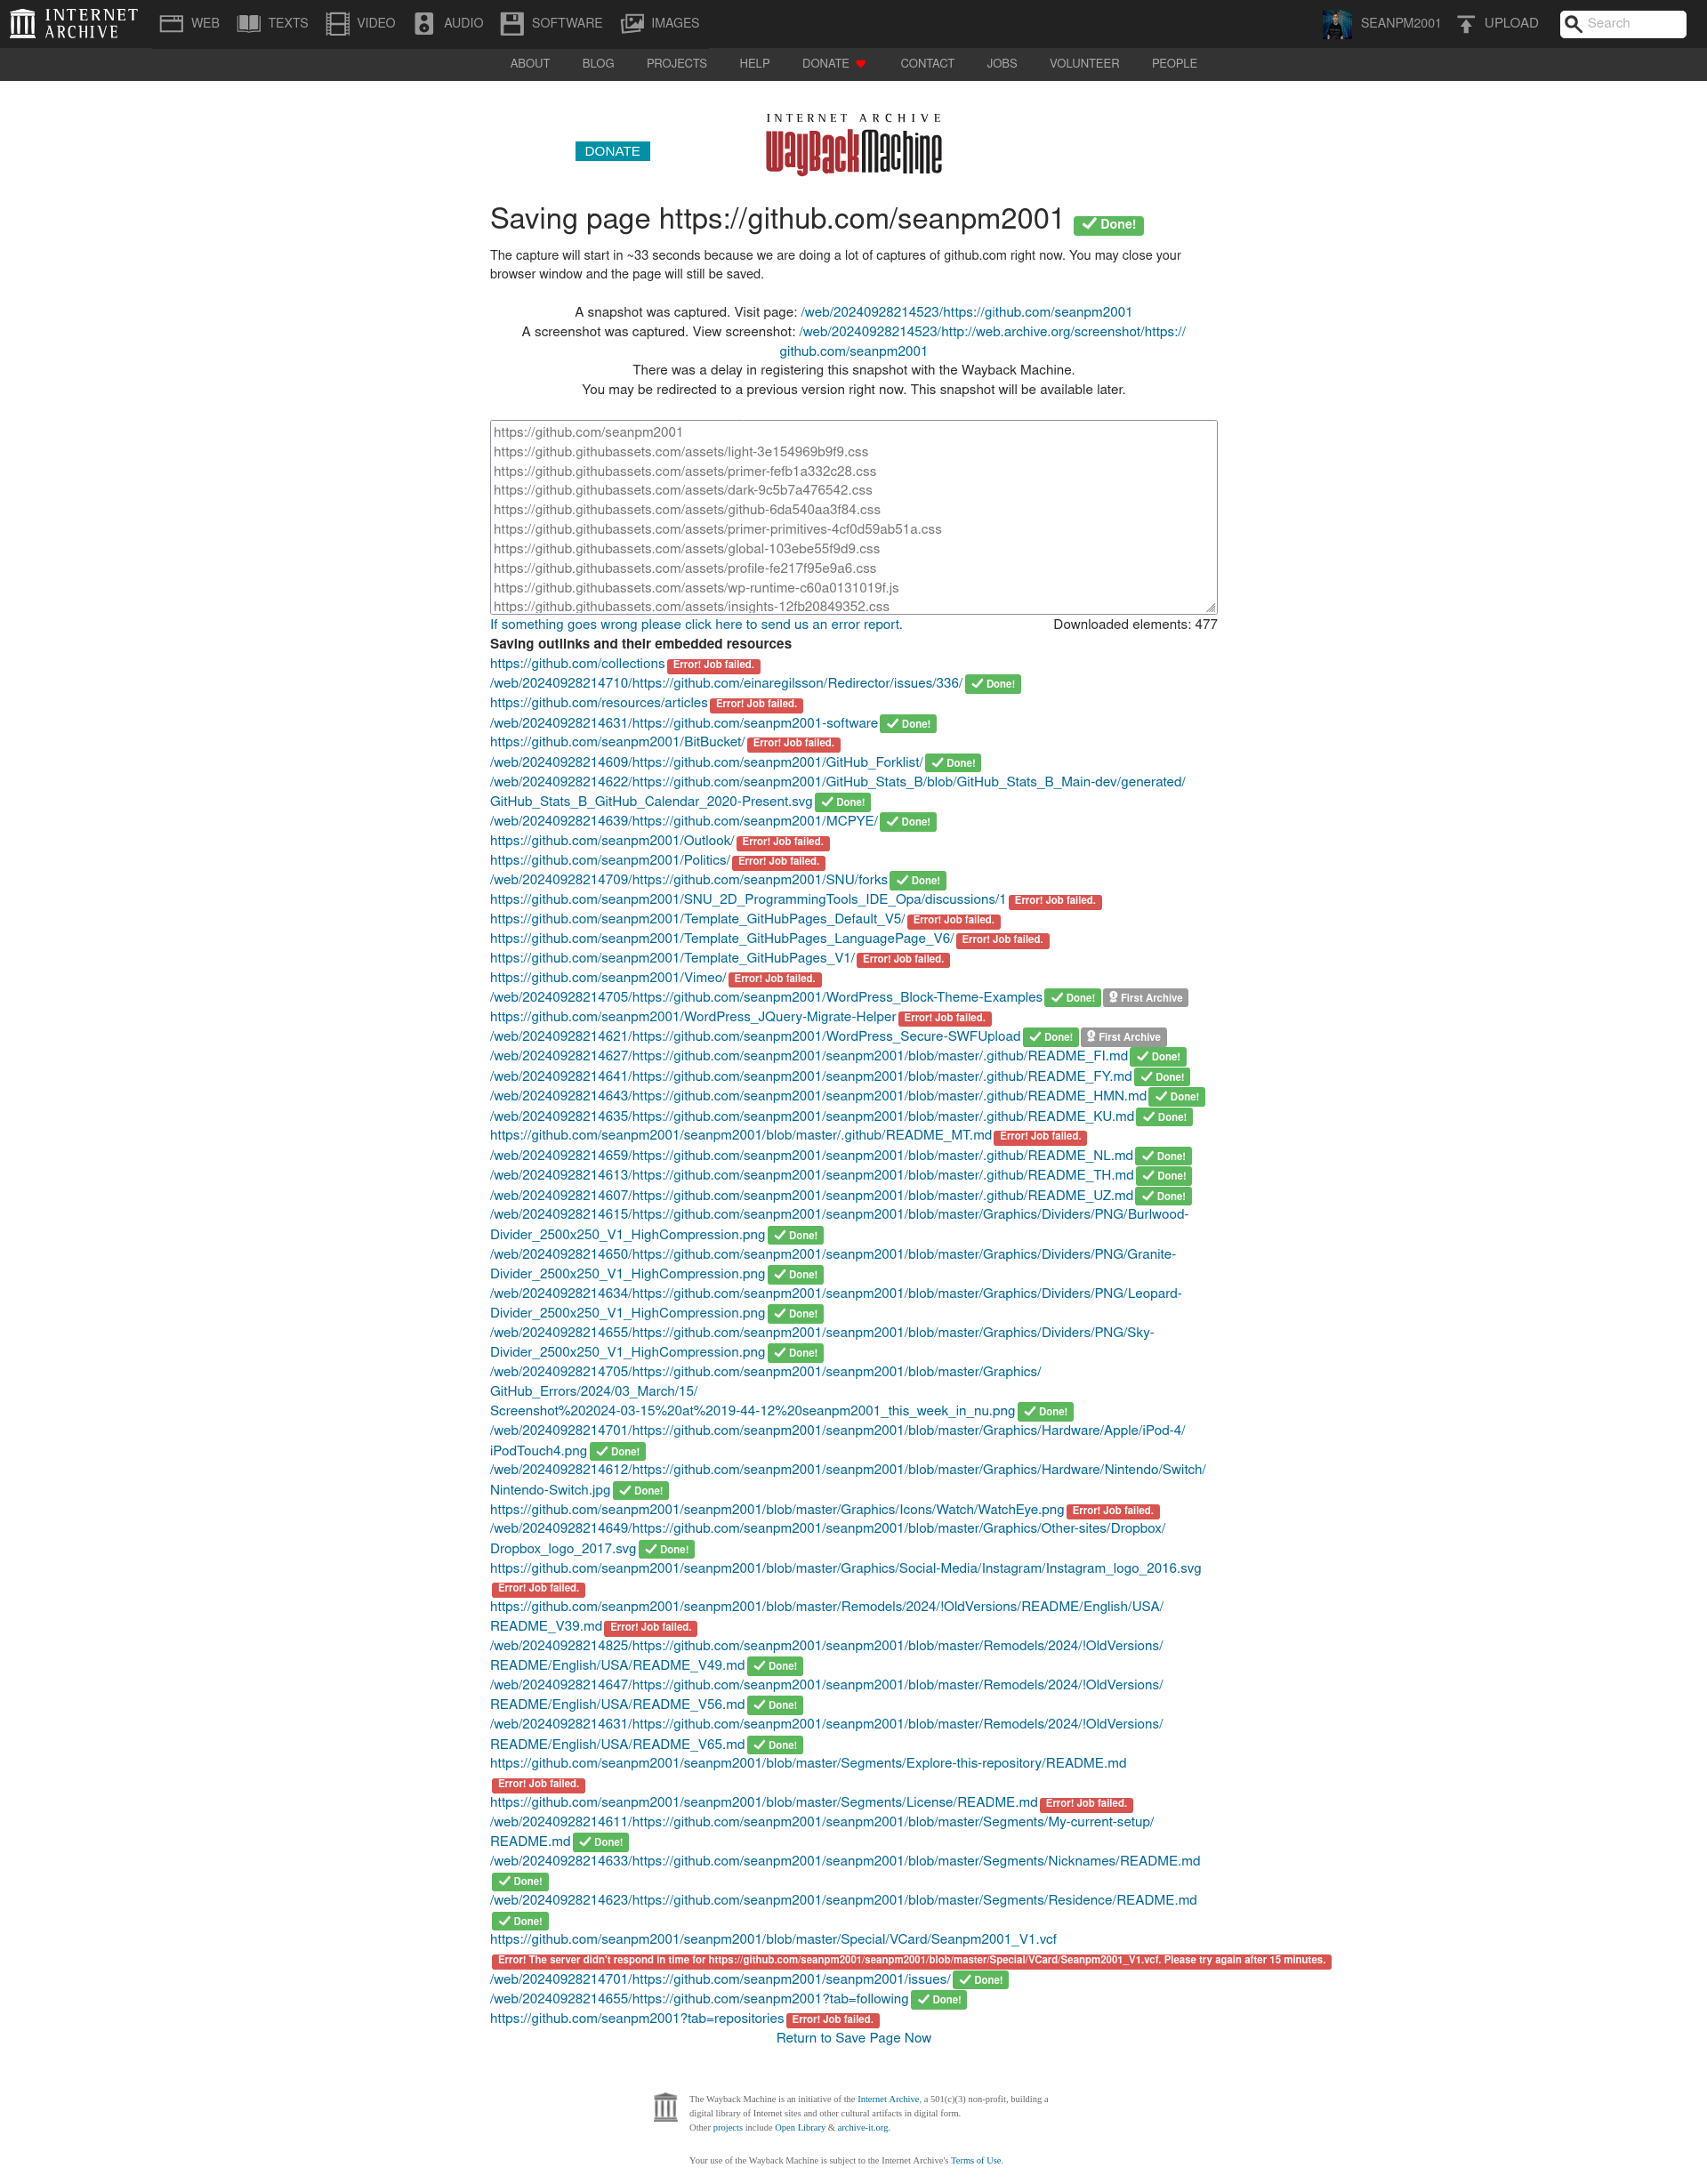 INTERNET ARCHIVE WEB TEXTS VIDEO AUDIO SOFTWARE IMAGES SEANPM2001 UPLOAD Search
ABOUT BLOG PROJECTS HELP DONATE CONTACT JOBS VOLUNTEER PEOPLE
INTERNET ARCHIVE
DONATE WayBackMachine
Saving page https://github.com/seanpm2001 Done!
The capture will start in ~33 seconds because we are doing a lot of captures of github.com right now. You may close your
browser window and the page will still be saved.
A snapshot was captured. Visit page: /web/20240928214523/https://github.com/seanpm2001
A screenshot was captured. View screenshot: /web/20240928214523/http://web.archive.org/screenshot/https://
github.com/seanpm2001
There was a delay in registering this snapshot with the Wayback Machine.
You may be redirected to a previous version right now. This snapshot will be available later.
https://github.com/seanpm2001
https://github.githubassets.com/assets/light-3e154969b9f9.css
https://github.githubassets.com/assets/primer-fefb1a332c28.css
https://github.githubassets.com/assets/dark-9c5b7a476542.css
https://github.githubassets.com/assets/github-6da540aa3f84.css
https://github.githubassets.com/assets/primer-primitives-4cf0d59ab51a.css
https://github.githubassets.com/assets/global-103ebe55f9d9.css
https://github.githubassets.com/assets/profile-fe217f95e9a6.css
https://github.githubassets.com/assets/wp-runtime-c60a0131019f.js
https://github.githubassets.com/assets/insights-12fb20849352.css
If something goes wrong please click here to send us an error report. Downloaded elements: 477
Saving outlinks and their embedded resources
https://github.com/collections Error! Job failed.
/web/20240928214710/https://github.com/einaregilsson/Redirector/issues/336/ Done!
https://github.com/resources/articles Error! Job failed.
/web/20240928214631/https://github.com/seanpm2001-software Done!
https://github.com/seanpm2001/BitBucket/ Error! Job failed.
/web/20240928214609/https://github.com/seanpm2001/GitHub_Forklist/ Done!
/web/20240928214622/https://github.com/seanpm2001/GitHub_Stats_B/blob/GitHub_Stats_B_Main-dev/generated/
GitHub_Stats_B_GitHub_Calendar_2020-Present.svg Done!
/web/20240928214639/https://github.com/seanpm2001/MCPYE/ Done!
https://github.com/seanpm2001/Outlook/ Error! Job failed.
https://github.com/seanpm2001/Politics/ Error! Job failed.
/web/20240928214709/https://github.com/seanpm2001/SNU/forks Done!
https://github.com/seanpm2001/SNU_2D_ProgrammingTools_IDE_Opa/discussions/1 Error! Job failed.
https://github.com/seanpm2001/Template_GitHubPages_Default_V5/ Error! Job failed.
https://github.com/seanpm2001/Template_GitHubPages_LanguagePage_V6/ Error! Job failed.
https://github.com/seanpm2001/Template_GitHubPages_V1/ Error! Job failed.
https://github.com/seanpm2001/Vimeo/ Error! Job failed.
/web/20240928214705/https://github.com/seanpm2001/WordPress_Block-Theme-Examples Done! First Archive
https://github.com/seanpm2001/WordPress_JQuery-Migrate-Helper Error! Job failed.
/web/20240928214621/https://github.com/seanpm2001/WordPress_Secure-SWFUpload Done! First Archive
/web/20240928214627/https://github.com/seanpm2001/seanpm2001/blob/master/.github/README_FI.md Done!
/web/20240928214641/https://github.com/seanpm2001/seanpm2001/blob/master/.github/README_FY.md Done!
/web/20240928214643/https://github.com/seanpm2001/seanpm2001/blob/master/.github/README_HMN.md Done!
/web/20240928214635/https://github.com/seanpm2001/seanpm2001/blob/master/.github/README_KU.md Done!
https://github.com/seanpm2001/seanpm2001/blob/master/.github/README_MT.md Error! Job failed.
/web/20240928214659/https://github.com/seanpm2001/seanpm2001/blob/master/.github/README_NL.md Done!
/web/20240928214613/https://github.com/seanpm2001/seanpm2001/blob/master/.github/README_TH.md Done!
/web/20240928214607/https://github.com/seanpm2001/seanpm2001/blob/master/.github/README_UZ.md Done!
/web/20240928214615/https://github.com/seanpm2001/seanpm2001/blob/master/Graphics/Dividers/PNG/Burlwood-
Divider_2500x250_V1_HighCompression.png Done!
/web/20240928214650/https://github.com/seanpm2001/seanpm2001/blob/master/Graphics/Dividers/PNG/Granite-
Divider_2500x250_V1_HighCompression.png Done!
/web/20240928214634/https://github.com/seanpm2001/seanpm2001/blob/master/Graphics/Dividers/PNG/Leopard-
Divider_2500x250_V1_HighCompression.png Done!
/web/20240928214655/https://github.com/seanpm2001/seanpm2001/blob/master/Graphics/Dividers/PNG/Sky-
Divider_2500x250_V1_HighCompression.png Done!
/web/20240928214705/https://github.com/seanpm2001/seanpm2001/blob/master/Graphics/
GitHub_Errors/2024/03_March/15/
Screenshot%202024-03-15%20at%2019-44-12%20seanpm2001_this_week_in_nu.png Done!
/web/20240928214701/https://github.com/seanpm2001/seanpm2001/blob/master/Graphics/Hardware/Apple/iPod-4/
iPodTouch4.png Done!
/web/20240928214612/https://github.com/seanpm2001/seanpm2001/blob/master/Graphics/Hardware/Nintendo/Switch/
Nintendo-Switch.jpg Done!
https://github.com/seanpm2001/seanpm2001/blob/master/Graphics/Icons/Watch/WatchEye.png Error! Job failed.
/web/20240928214649/https://github.com/seanpm2001/seanpm2001/blob/master/Graphics/Other-sites/Dropbox/
Dropbox_logo_2017.svg Done!
https://github.com/seanpm2001/seanpm2001/blob/master/Graphics/Social-Media/Instagram/Instagram_logo_2016.svg
Error! Job failed.
https://github.com/seanpm2001/seanpm2001/blob/master/Remodels/2024/!OldVersions/README/English/USA/
README_V39.md Error! Job failed.
/web/20240928214825/https://github.com/seanpm2001/seanpm2001/blob/master/Remodels/2024/!OldVersions/
README/English/USA/README_V49.md Done!
/web/20240928214647/https://github.com/seanpm2001/seanpm2001/blob/master/Remodels/2024/!OldVersions/
README/English/USA/README_V56.md Done!
/web/20240928214631/https://github.com/seanpm2001/seanpm2001/blob/master/Remodels/2024/!OldVersions/
README/English/USA/README_V65.md Done!
https://github.com/seanpm2001/seanpm2001/blob/master/Segments/Explore-this-repository/README.md
Error! Job failed.
https://github.com/seanpm2001/seanpm2001/blob/master/Segments/License/README.md Error! Job failed.
/web/20240928214611/https://github.com/seanpm2001/seanpm2001/blob/master/Segments/My-current-setup/
README.md Done!
/web/20240928214633/https://github.com/seanpm2001/seanpm2001/blob/master/Segments/Nicknames/README.md
Done!
/web/20240928214623/https://github.com/seanpm2001/seanpm2001/blob/master/Segments/Residence/README.md
Done!
https://github.com/seanpm2001/seanpm2001/blob/master/Special/VCard/Seanpm2001_V1.vcf
Error! The server didn't respond in time for https://github.com/seanpm2001/seanpm2001/blob/master/Special/VCard/Seanpm2001_V1.vcf. Please try again after 15 minutes.
/web/20240928214701/https://github.com/seanpm2001/seanpm2001/issues/ Done!
/web/20240928214655/https://github.com/seanpm2001?tab=following Done!
https://github.com/seanpm2001?tab=repositories Error! Job failed.
Return to Save Page Now
The Wayback Machine is an initiative of the Internet Archive, a 501(c)(3) non-profit, building a
digital library of Internet sites and other cultural artifacts in digital form.
Other projects include Open Library & archive-it.org.
Your use of the Wayback Machine is subject to the Internet Archive's Terms of Use.